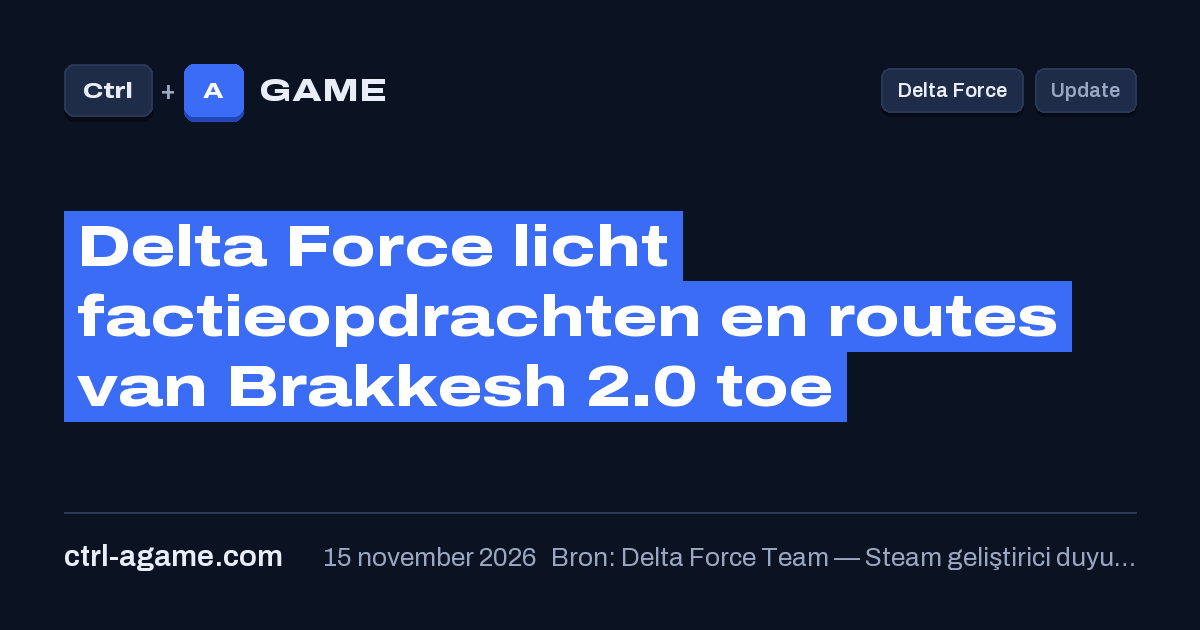 Ctrl + A GAME
Delta Force Update
Delta Force licht
factieopdrachten en routes
van Brakkesh 2.0 toe
ctrl-agame.com 15 november 2026 Bron: Delta Force Team — Steam geliştirici duyu...